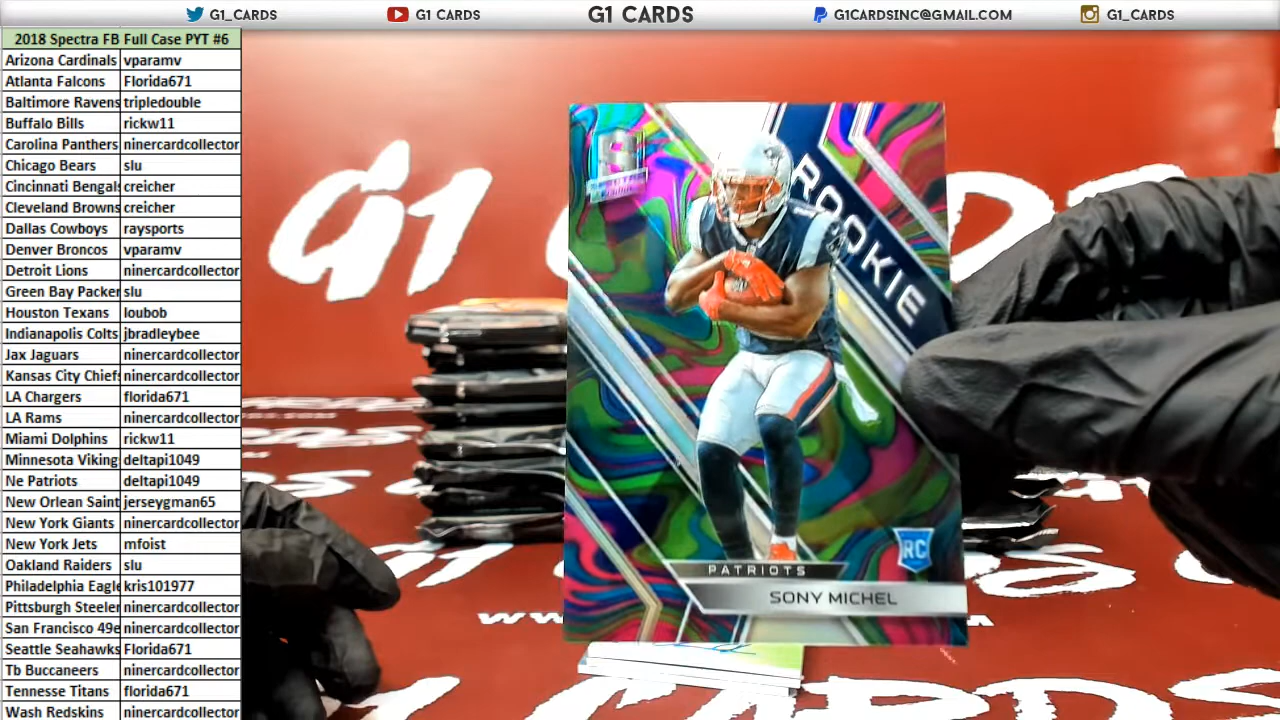 G1_CARDS G1 CARDS G1 CARDS G1CARDSINC@GMAIL.COM G1_CARDS
2018 Spectra FB Full Case PYT #6
Arizona Cardinals vparamv
Atlanta Falcons Florida671
Baltimore Ravens tripledouble
Buffalo Bills rickw11
Carolina Panthers ninercardcollector
Chicago Bears slu
Cincinnati Bengals creicher
Cleveland Browns creicher
Dallas Cowboys raysports
Denver Broncos vparamv
Detroit Lions ninercardcollector
Green Bay Packer slu
Houston Texans loubob
Indianapolis Colts jbradleybee
Jax Jaguars ninercardcollector
Kansas City Chiefs ninercardcollector
LA Chargers florida671
LA Rams ninercardcollector
Miami Dolphins rickw11
Minnesota Viking deltapi1049
Ne Patriots deltapi1049
New Orlean Saint jerseygman65
New York Giants ninercardcollector
New York Jets mfoist
Oakland Raiders slu
Philadelphia Eagle kris101977
Pittsburgh Steeler ninercardcollector
San Francisco 49e ninercardcollector
Seattle Seahawks Florida671
Tb Buccaneers ninercardcollector
Tennesse Titans florida671
Wash Redskins ninercardcollector
G1
SPECTRA
ROOKIE
RC
PATRIOTS
SONY MICHEL
G1 CARDS